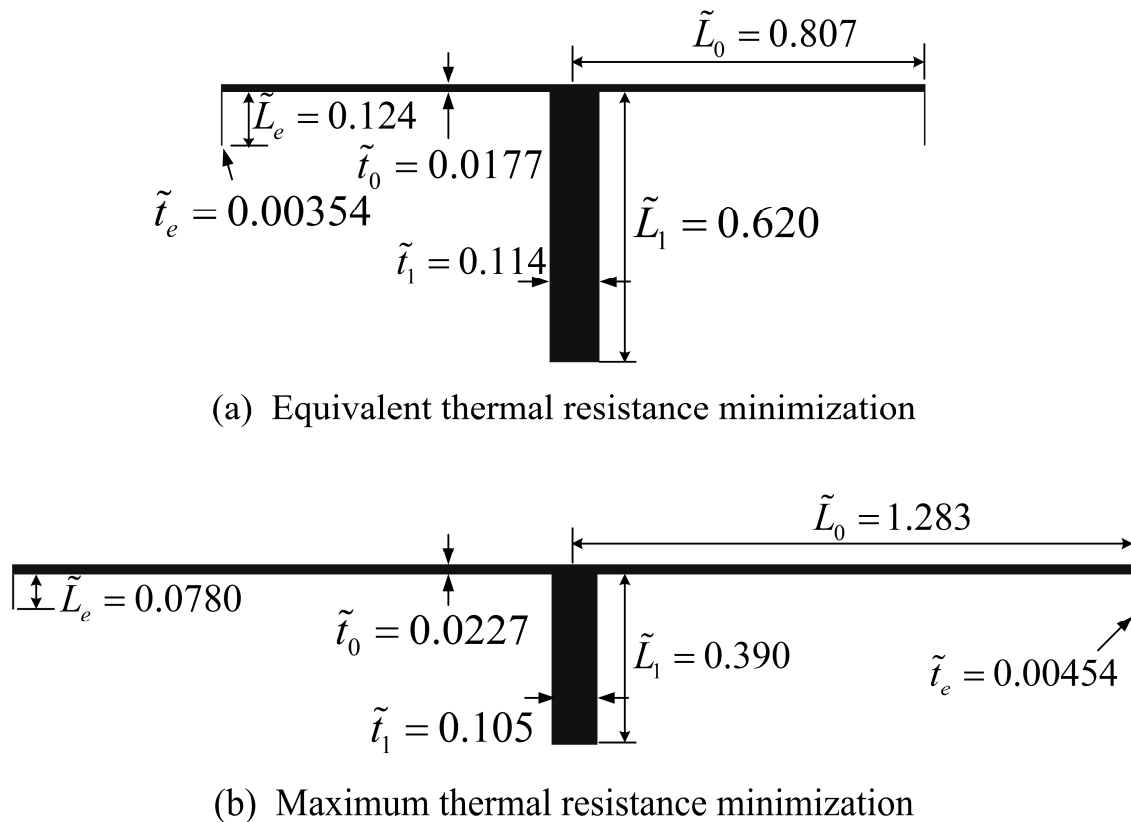 L̃₀ = 0.807
L̃ₑ = 0.124
t̃₀ = 0.0177
t̃ₑ = 0.00354
L̃₁ = 0.620
t̃₁ = 0.114
(a) Equivalent thermal resistance minimization
L̃₀ = 1.283
L̃ₑ = 0.0780
t̃₀ = 0.0227
L̃₁ = 0.390
t̃ₑ = 0.00454
t̃₁ = 0.105
(b) Maximum thermal resistance minimization